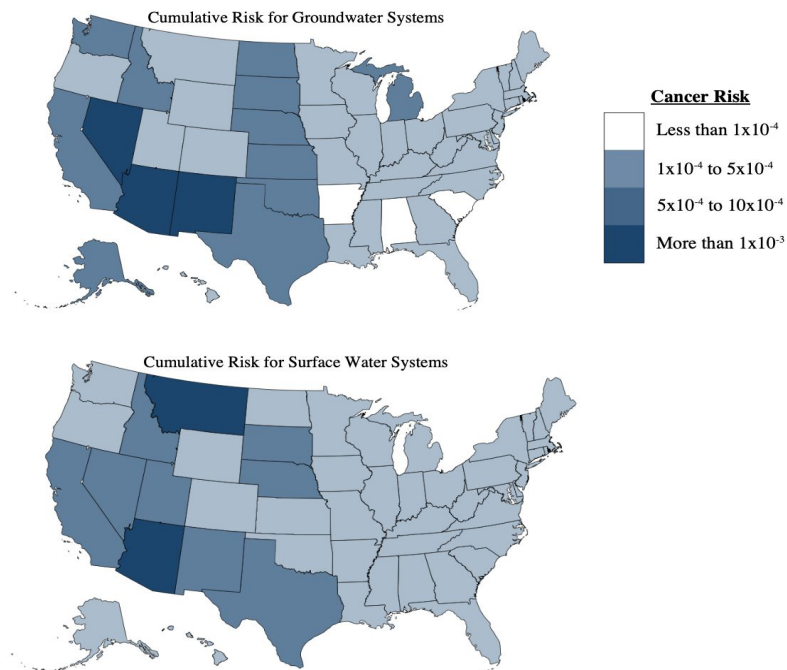 Cumulative Risk for Groundwater Systems
Cancer Risk
Less than 1x10⁻⁴
1x10⁻⁴ to 5x10⁻⁴
5x10⁻⁴ to 10x10⁻⁴
More than 1x10⁻³
Cumulative Risk for Surface Water Systems